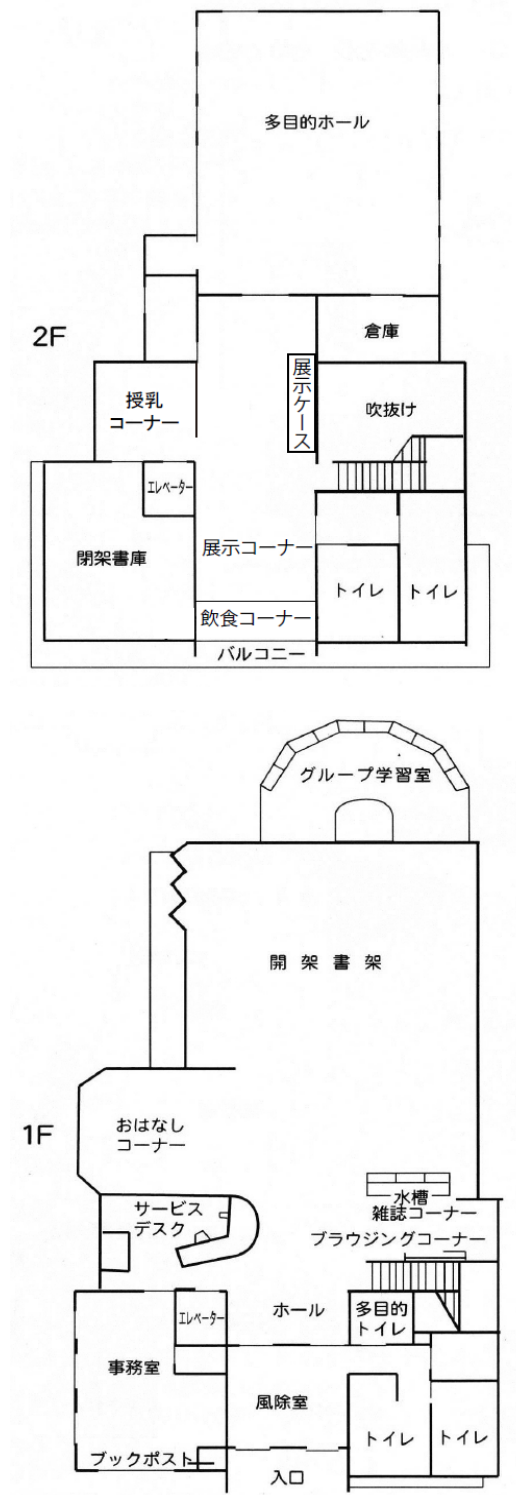 多目的ホール
倉庫
2F
展示ケース
授乳
コーナー
吹抜け
エレベーター
閉架書庫
展示コーナー
トイレ
トイレ
飲食コーナー
バルコニー
グループ学習室
開架書架
1F
おはなし
コーナー
水槽
サービス
デスク
雑誌コーナー
ブラウジングコーナー
エレベーター
ホール
多目的
トイレ
事務室
風除室
トイレ
トイレ
ブックポスト
入口